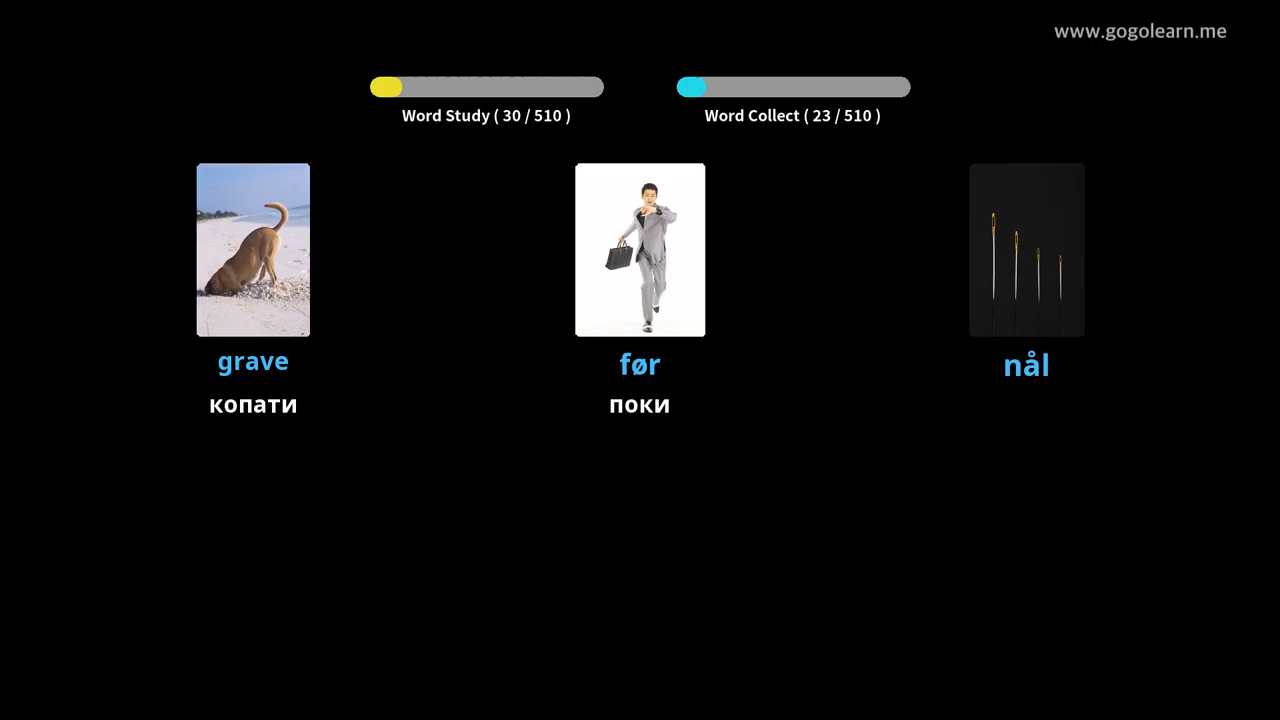 www.gogolearn.me
Word Study ( 30 / 510 )
Word Collect ( 23 / 510 )
grave
før
nål
копати
поки